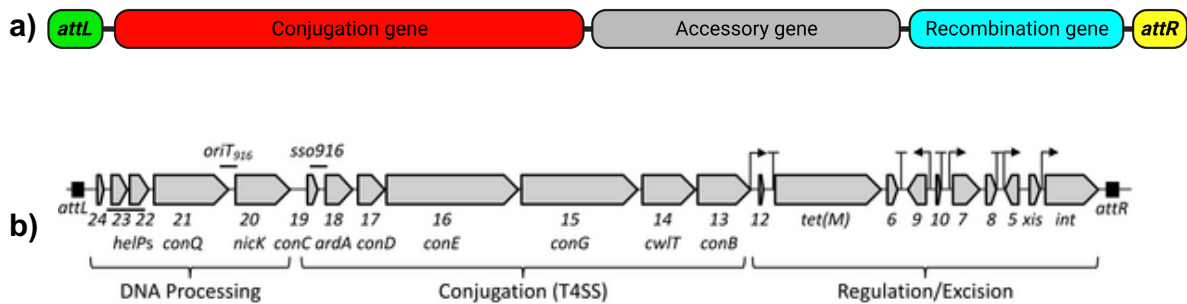 a) attL Conjugation gene Accessory gene Recombination gene attR
oriT916 sso916
attL attR
b) 24 23 22 21 20 19 18 17 16 15 14 13 12 tet(M) 6 9 10 7 8 5 xis int
helPs conQ nicK conC ardA conD conE conG cwlT conB
DNA Processing Conjugation (T4SS) Regulation/Excision